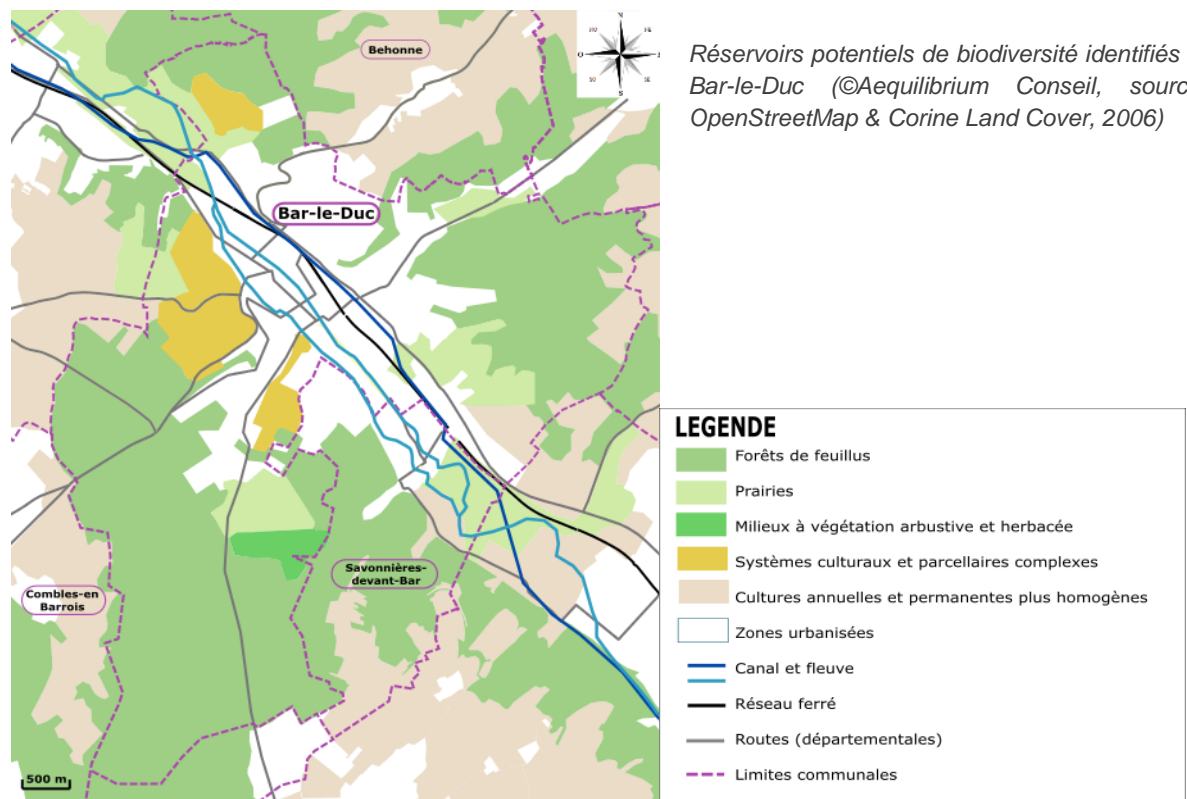 Réservoirs potentiels de biodiversité identifiés
Bar-le-Duc (©Aequilibrium Conseil, sourc
OpenStreetMap & Corine Land Cover, 2006)
Behonne
Bar-le-Duc
Savonnières-
devant-Bar
Combles-en
Barrois
500 m
LEGENDE
Forêts de feuillus
Prairies
Milieux à végétation arbustive et herbacée
Systèmes culturaux et parcellaires complexes
Cultures annuelles et permanentes plus homogènes
Zones urbanisées
Canal et fleuve
Réseau ferré
Routes (départementales)
Limites communales